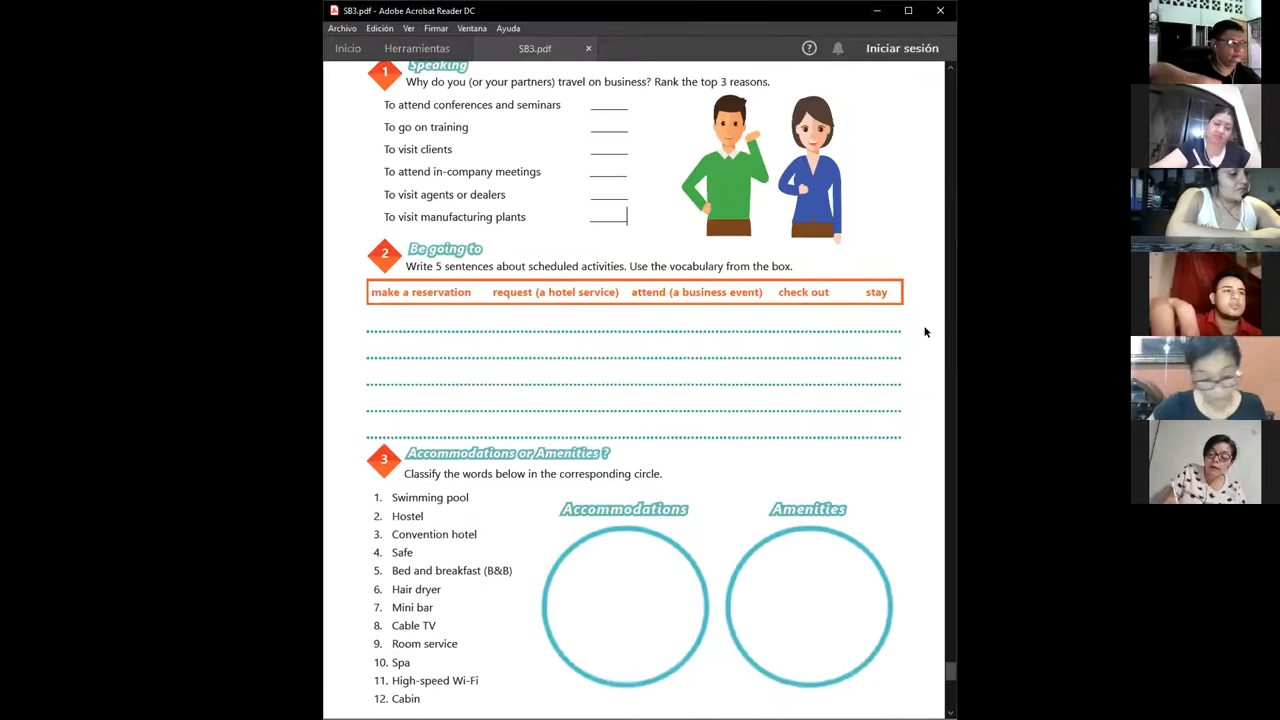 SB3.pdf - Adobe Acrobat Reader DC
Archivo Edición Ver Firmar Ventana Ayuda
Inicio Herramientas SB3.pdf × ? Iniciar sesión
1 Speaking
Why do you (or your partners) travel on business? Rank the top 3 reasons.
To attend conferences and seminars ______
To go on training ______
To visit clients ______
To attend in-company meetings ______
To visit agents or dealers ______
To visit manufacturing plants ______
2 Be going to
Write 5 sentences about scheduled activities. Use the vocabulary from the box.
make a reservation request (a hotel service) attend (a business event) check out stay
3 Accommodations or Amenities ?
Classify the words below in the corresponding circle.
Accommodations Amenities
1. Swimming pool
2. Hostel
3. Convention hotel
4. Safe
5. Bed and breakfast (B&B)
6. Hair dryer
7. Mini bar
8. Cable TV
9. Room service
10. Spa
11. High-speed Wi-Fi
12. Cabin